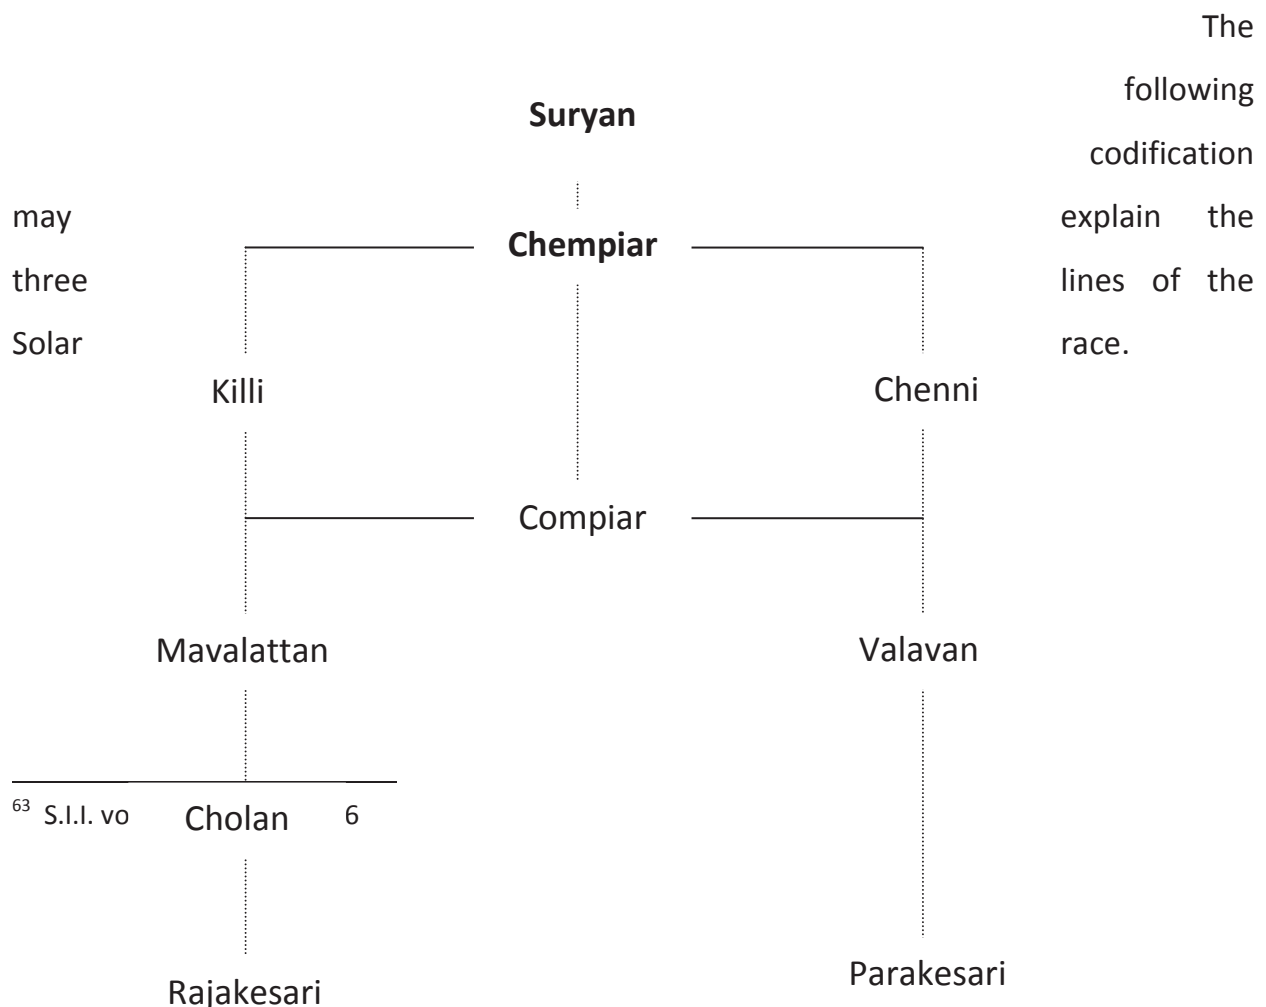 The
following
Suryan
codification
may explain the
Chempiar
three lines of the
Solar race.
Killi Chenni
Compiar
Mavalattan Valavan
63 S.I.I. vo Cholan 6
Parakesari
Rajakesari